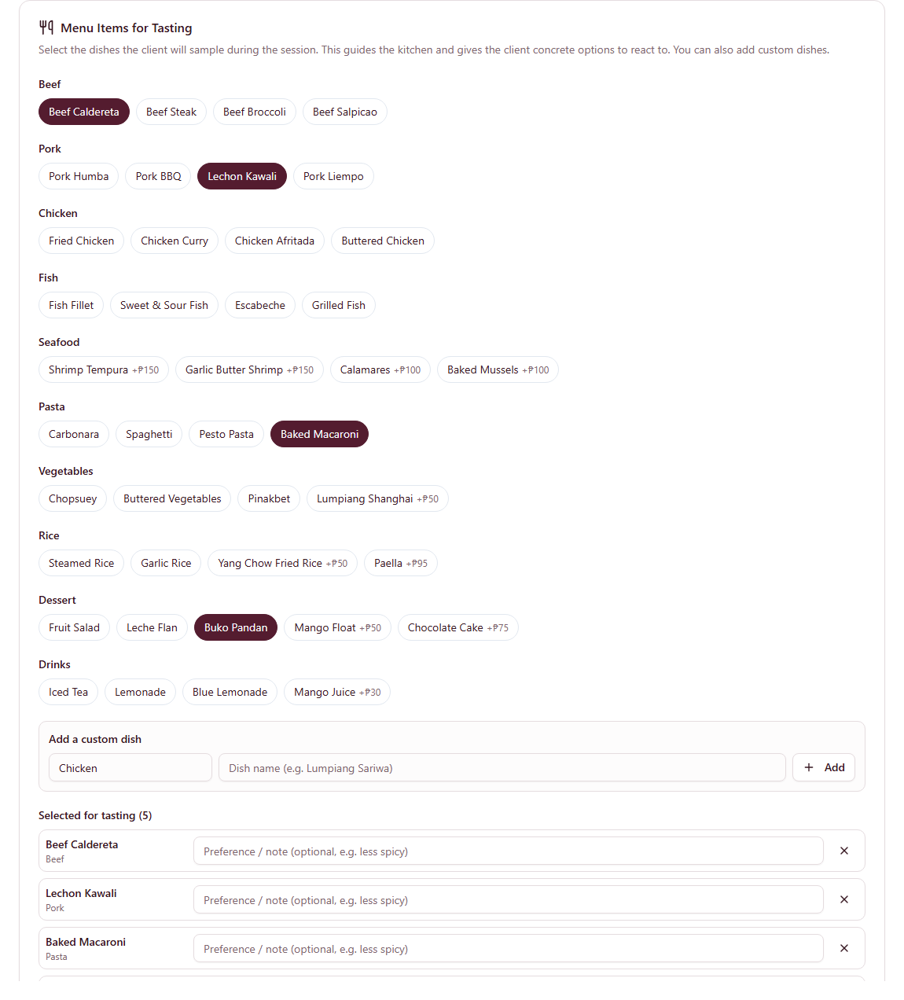 Menu Items for Tasting
Select the dishes the client will sample during the session. This guides the kitchen and gives the client concrete options to react to. You can also add custom dishes.
Beef
Beef Caldereta Beef Steak Beef Broccoli Beef Salpicao
Pork
Pork Humba Pork BBQ Lechon Kawali Pork Liempo
Chicken
Fried Chicken Chicken Curry Chicken Afritada Buttered Chicken
Fish
Fish Fillet Sweet & Sour Fish Escabeche Grilled Fish
Seafood
Shrimp Tempura +₱150 Garlic Butter Shrimp +₱150 Calamares +₱100 Baked Mussels +₱100
Pasta
Carbonara Spaghetti Pesto Pasta Baked Macaroni
Vegetables
Chopsuey Buttered Vegetables Pinakbet Lumpiang Shanghai +₱50
Rice
Steamed Rice Garlic Rice Yang Chow Fried Rice +₱50 Paella +₱95
Dessert
Fruit Salad Leche Flan Buko Pandan Mango Float +₱50 Chocolate Cake +₱75
Drinks
Iced Tea Lemonade Blue Lemonade Mango Juice +₱30
Add a custom dish
Chicken Dish name (e.g. Lumpiang Sariwa) + Add
Selected for tasting (5)
Beef Caldereta
Beef
Preference / note (optional, e.g. less spicy)
Lechon Kawali
Pork
Preference / note (optional, e.g. less spicy)
Baked Macaroni
Pasta
Preference / note (optional, e.g. less spicy)